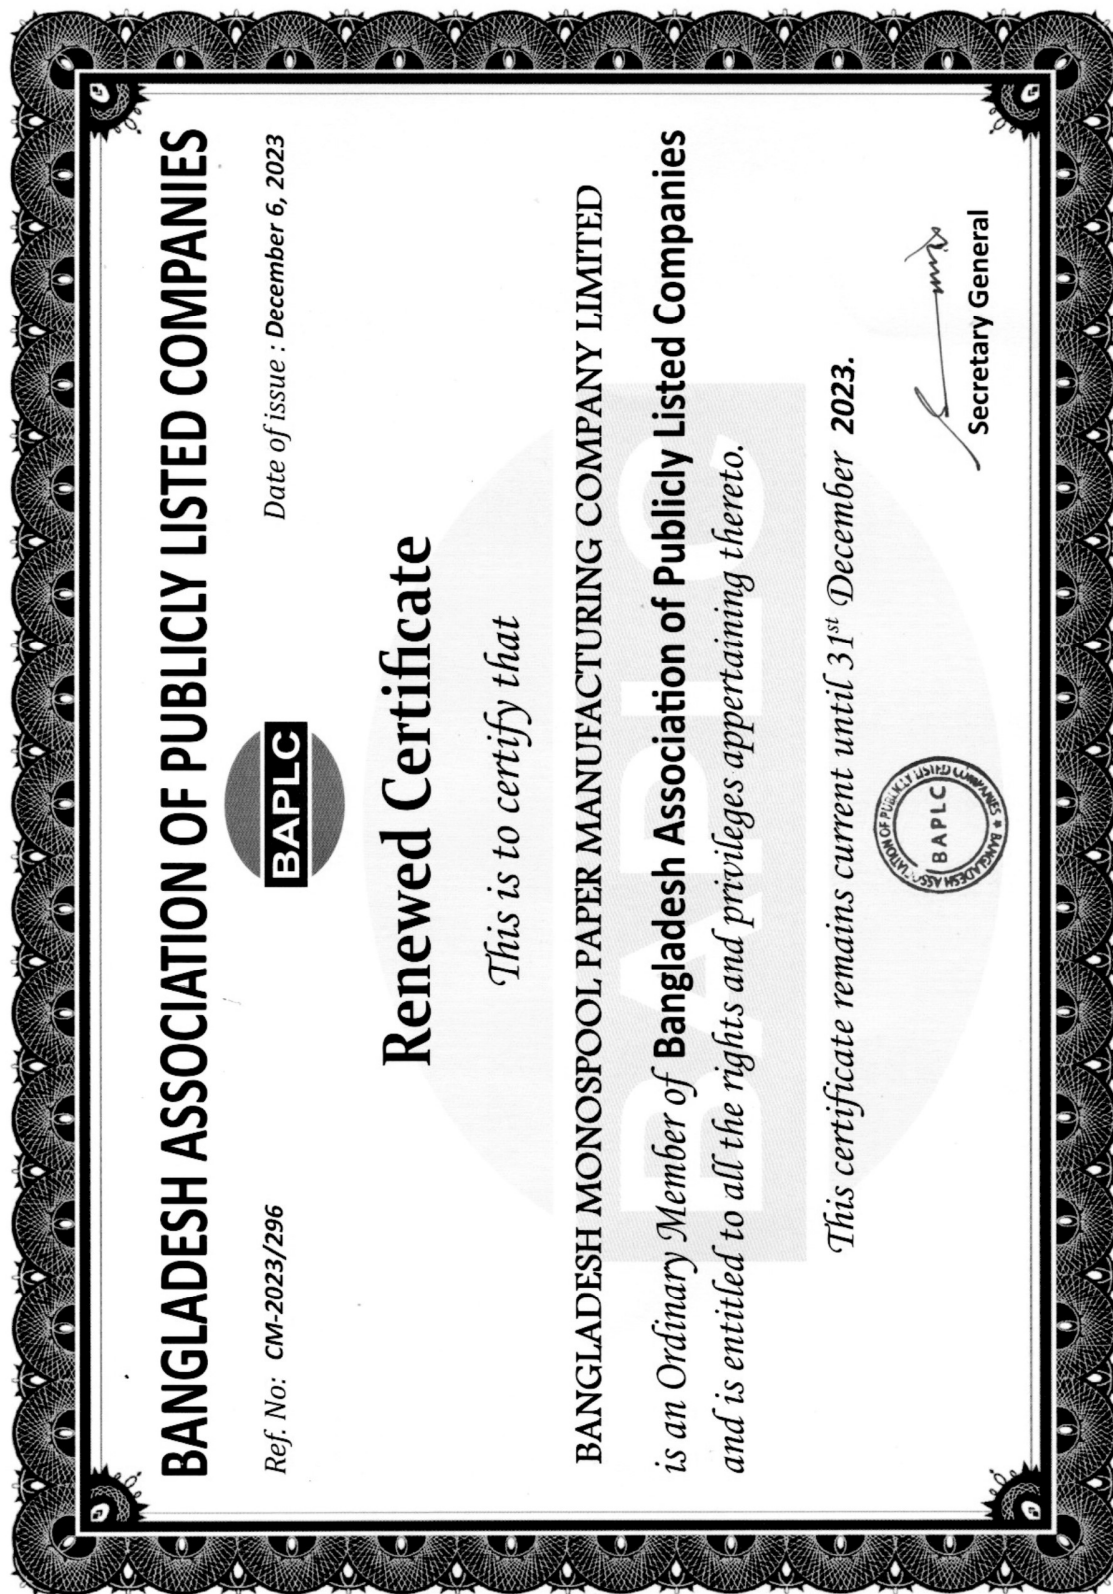 BANGLADESH ASSOCIATION OF PUBLICLY LISTED COMPANIES
Ref. No: CM-2023/296
BAPLC
Date of issue : December 6, 2023
Renewed Certificate
This is to certify that
BANGLADESH MONOSPOOL PAPER MANUFACTURING COMPANY LIMITED
is an Ordinary Member of Bangladesh Association of Publicly Listed Companies
and is entitled to all the rights and privileges appertaining thereto.
BAPLC
This certificate remains current until 31st December 2023.
BANGLADESH ASSOCIATION OF PUBLICLY LISTED COMPANIES ★
BAPLC
Secretary General